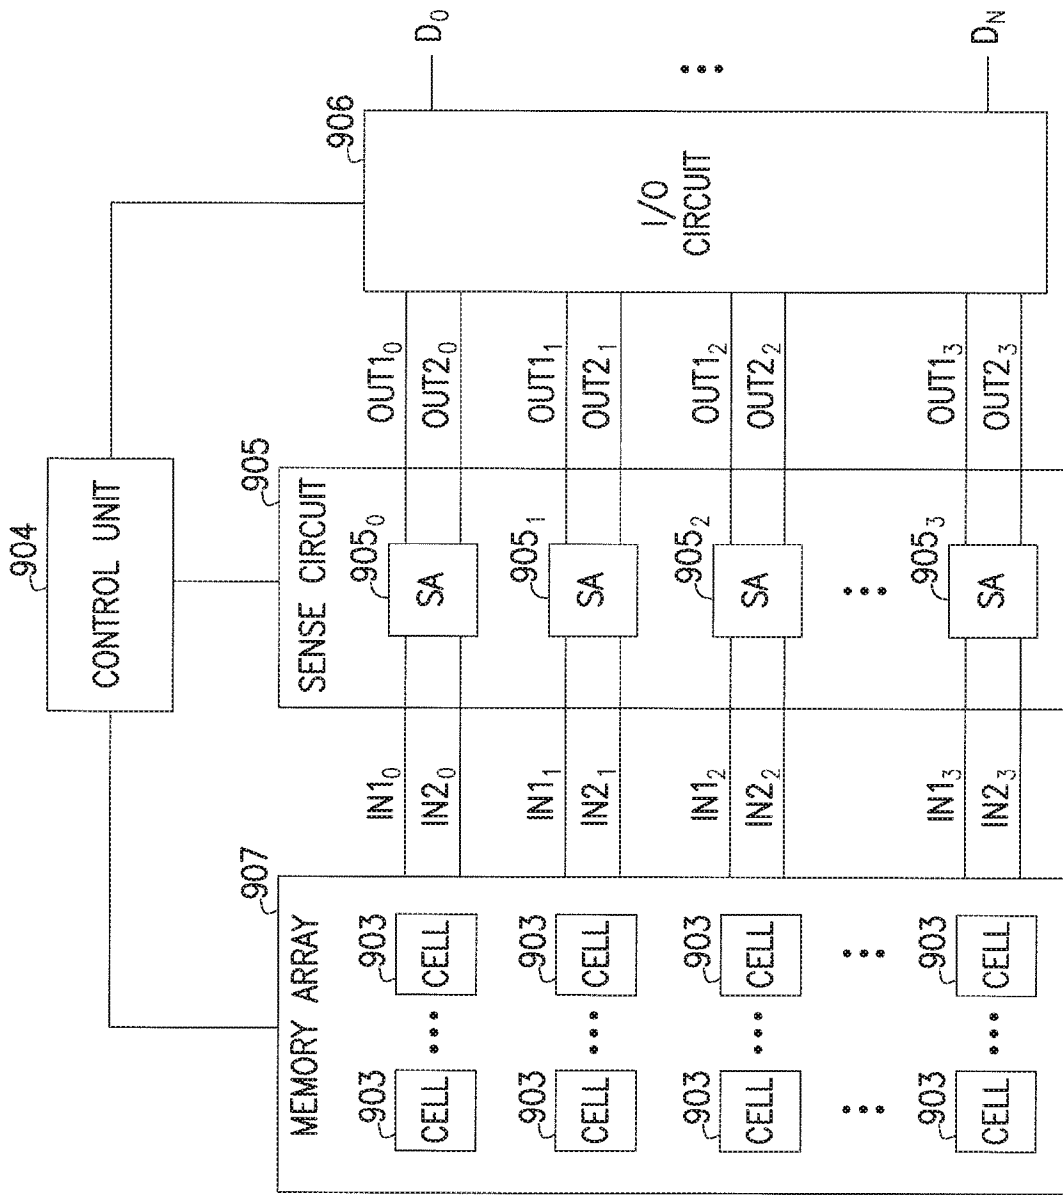 904
CONTROL UNIT
907
905
906
MEMORY ARRAY
SENSE CIRCUIT
903
903
IN1₀
905₀
OUT1₀
D₀
CELL
•••
CELL
IN2₀
SA
OUT2₀
903
903
IN1₁
905₁
OUT1₁
CELL
•••
CELL
IN2₁
SA
OUT2₁
I/O
CIRCUIT
903
903
IN1₂
905₂
OUT1₂
•••
CELL
•••
CELL
IN2₂
SA
OUT2₂
•••
•••
•••
903
903
IN1₃
905₃
OUT1₃
CELL
•••
CELL
IN2₃
SA
OUT2₃
D_N